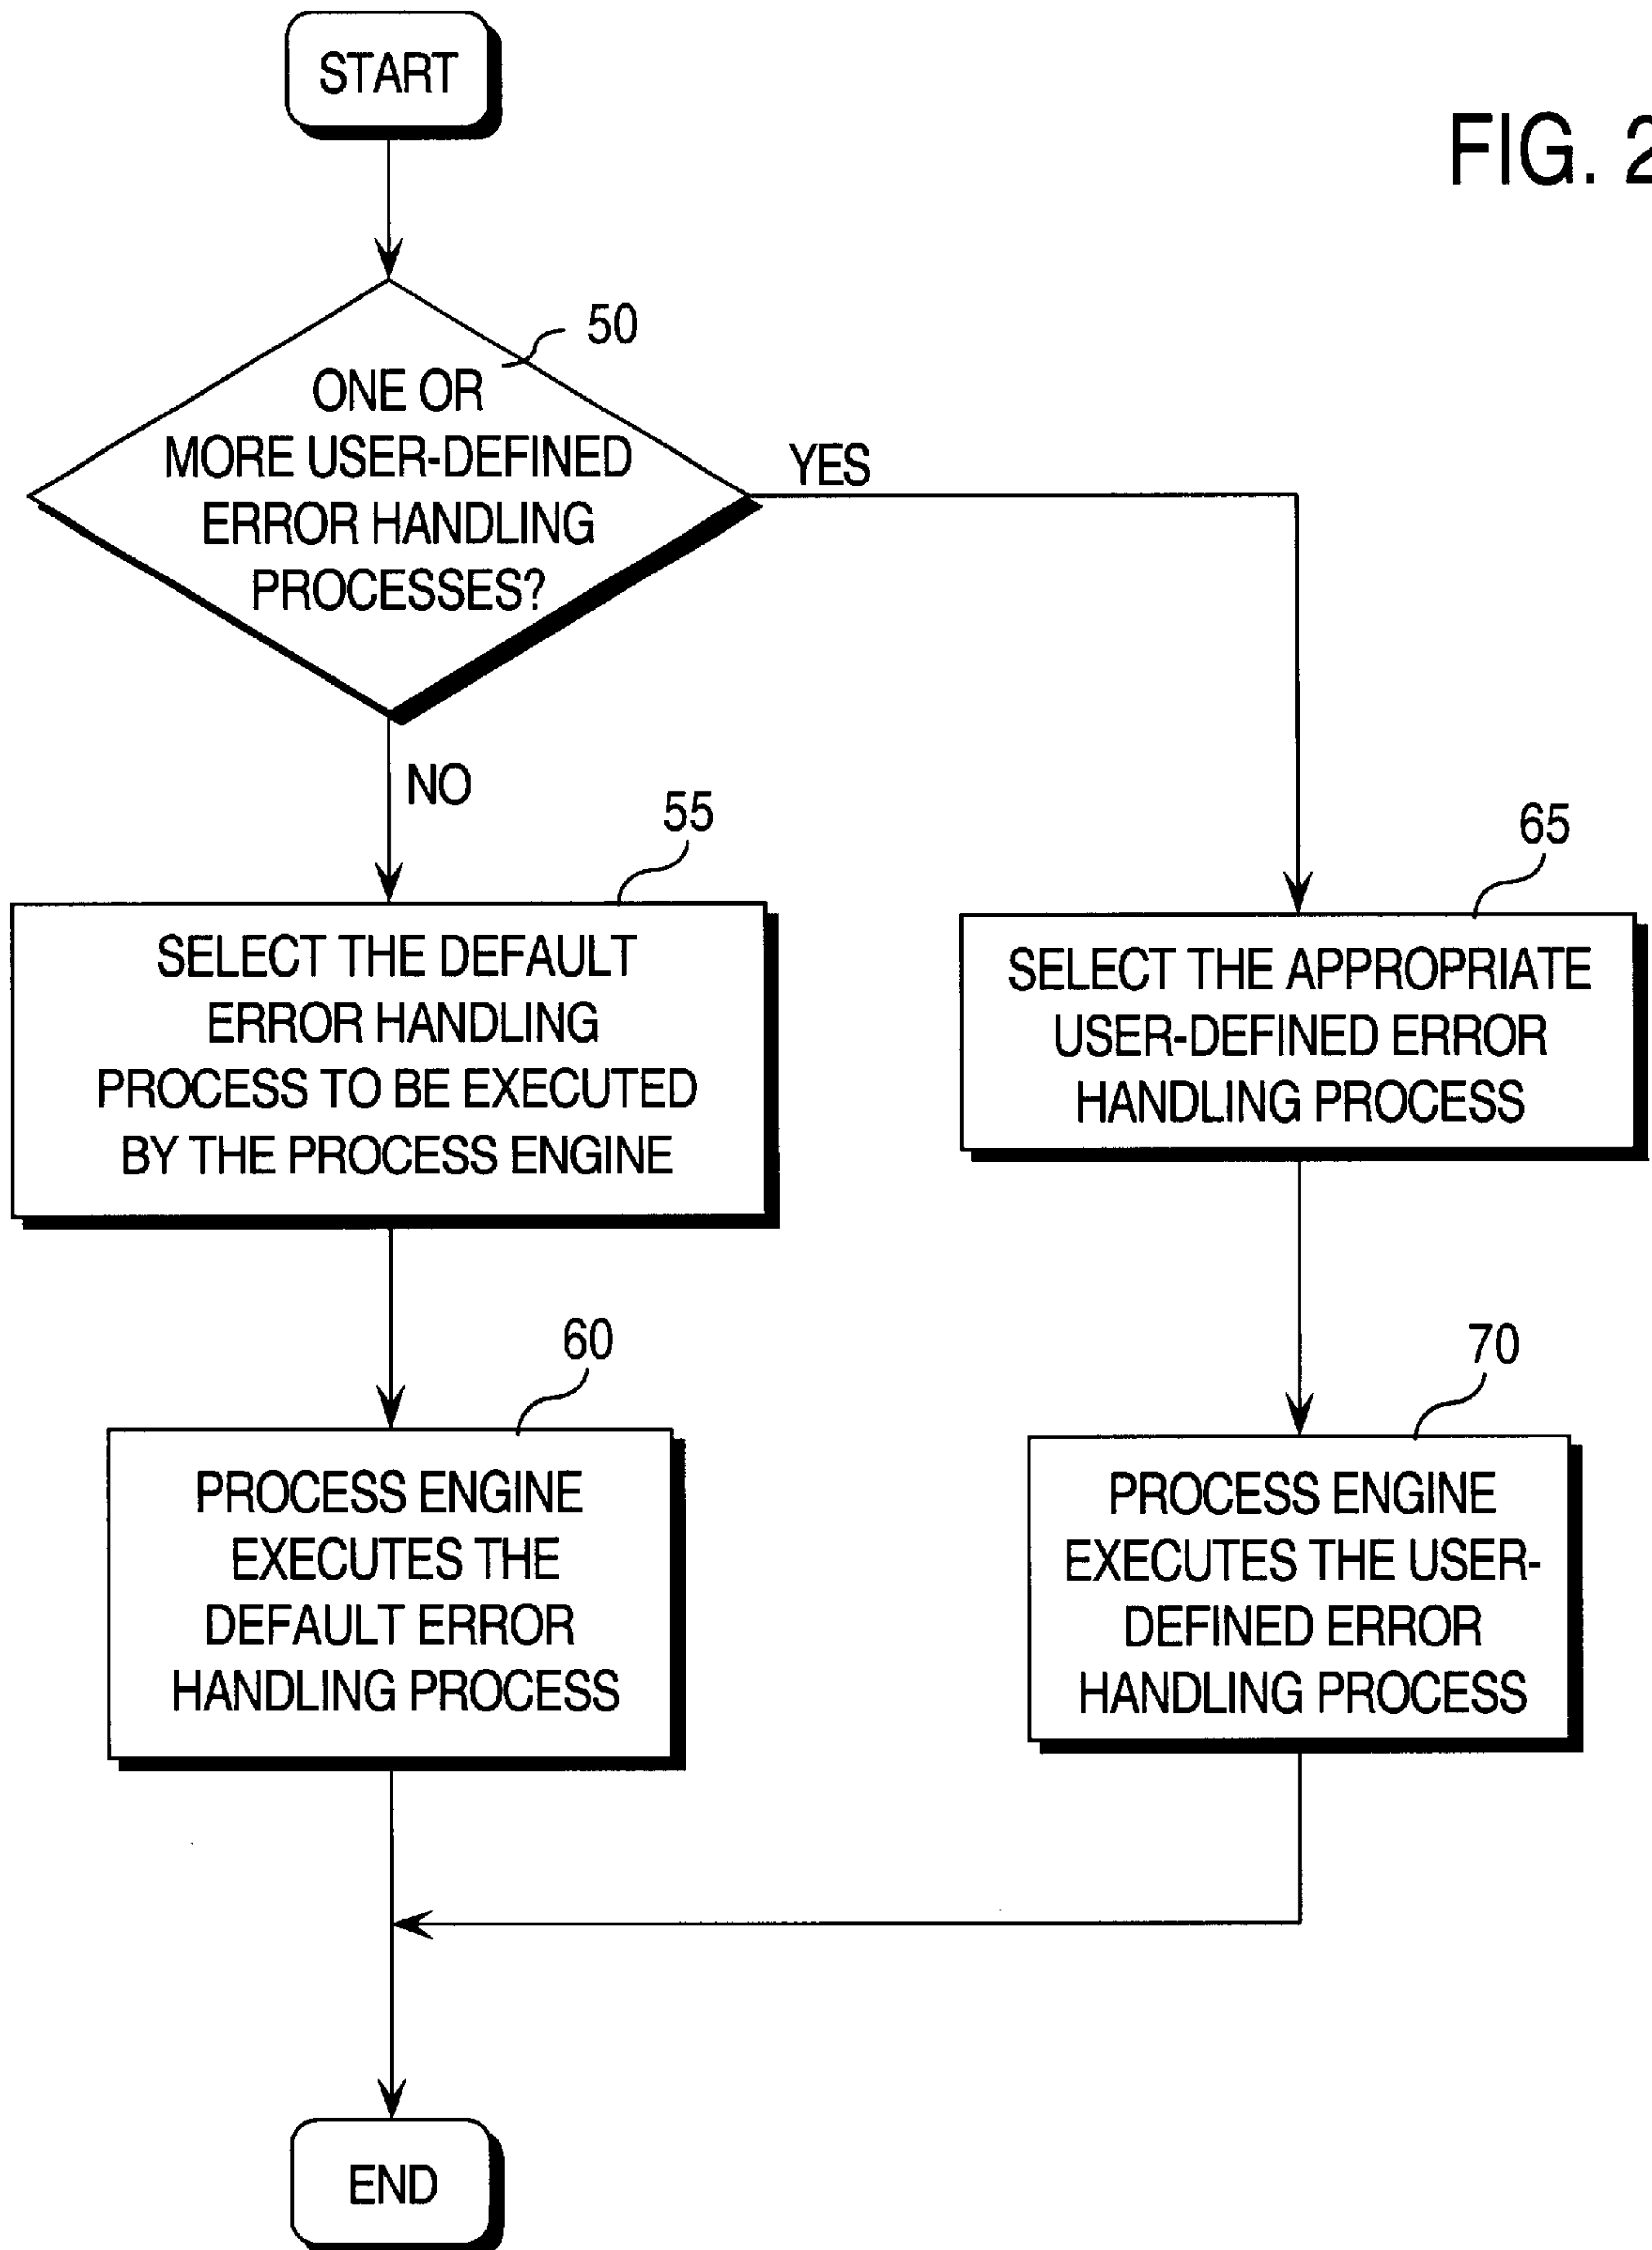 START
FIG. 2
50
ONE OR
MORE USER-DEFINED
ERROR HANDLING
PROCESSES?
YES
NO
55
SELECT THE DEFAULT
ERROR HANDLING
PROCESS TO BE EXECUTED
BY THE PROCESS ENGINE
65
SELECT THE APPROPRIATE
USER-DEFINED ERROR
HANDLING PROCESS
60
PROCESS ENGINE
EXECUTES THE
DEFAULT ERROR
HANDLING PROCESS
70
PROCESS ENGINE
EXECUTES THE USER-
DEFINED ERROR
HANDLING PROCESS
END